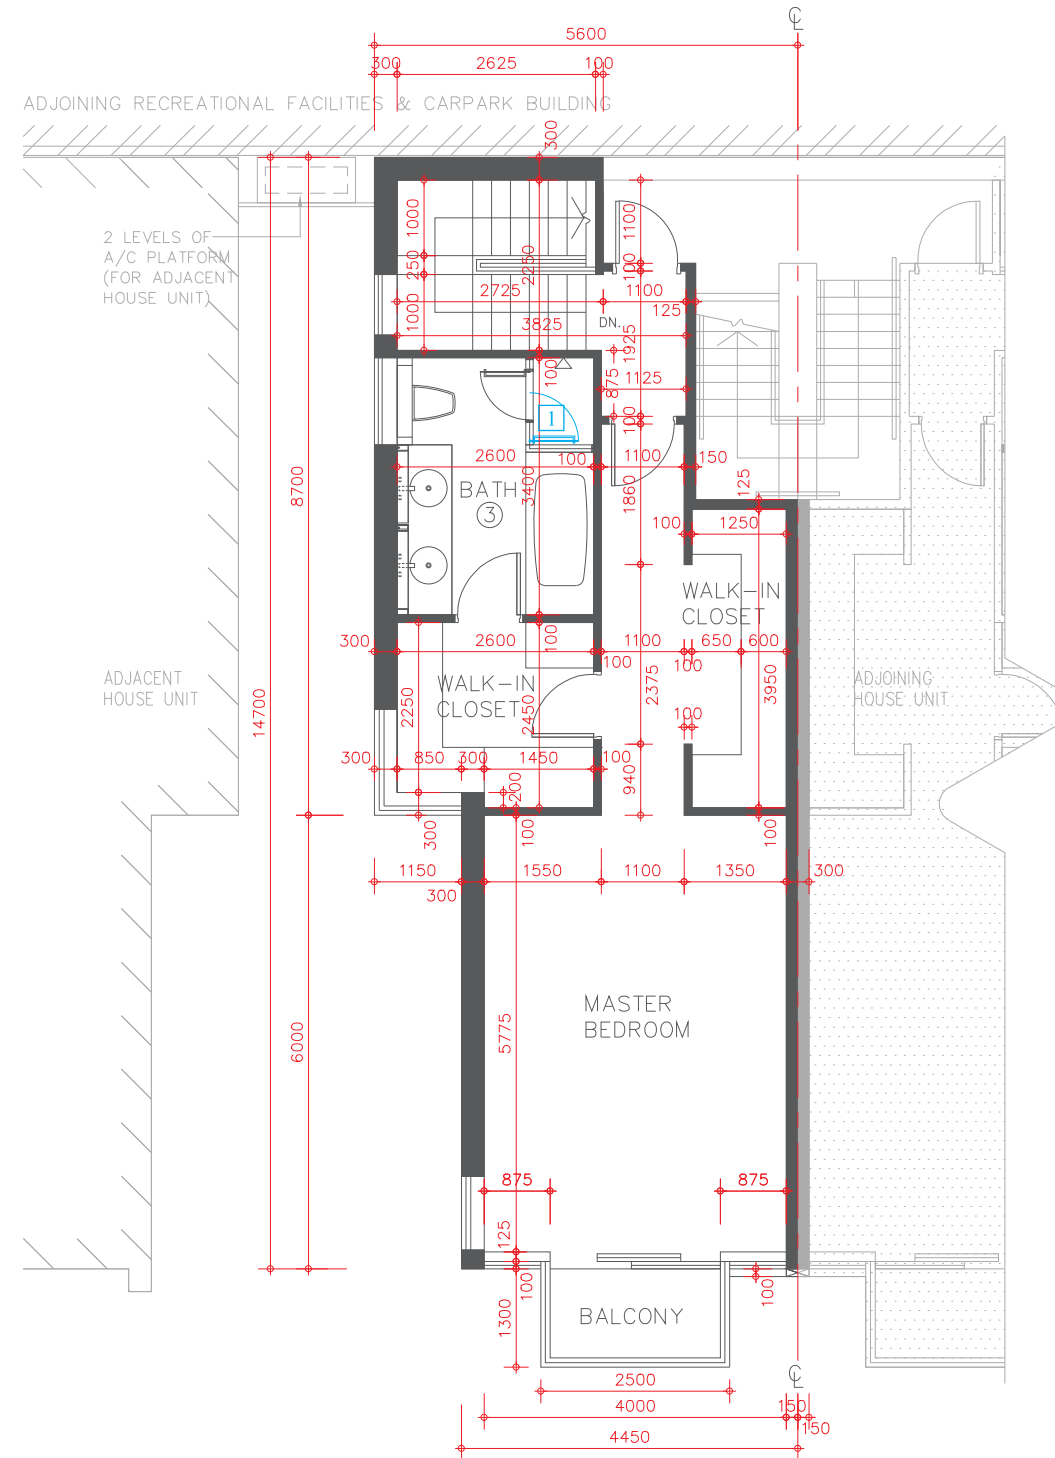 ℄
5600
300 2625 100
ADJOINING RECREATIONAL FACILITIES & CARPARK BUILDING
300
2 LEVELS OF
A/C PLATFORM
(FOR ADJACENT
HOUSE UNIT)
1000
250
1000
2250
1100
100
2725 1100
125
DN.
3825
1925
100
875
1125
100
1
2600 100 1100 150
8700
BATH
3
3400
1860
125
100 1250
WALK-IN
CLOSET
300 2600 100 1100 650 600
100
100
ADJACENT
HOUSE UNIT
ADJOINING
HOUSE UNIT
WALK-IN
CLOSET
14700
2250
2450
2375
3950
100
300 850 300 1450 100
200
940
300
100
100
1150 1550 1100 1350 300
300
MASTER
BEDROOM
6000
5775
875 875
125
100
100
1300
BALCONY
℄
2500
4000 150
150
4450